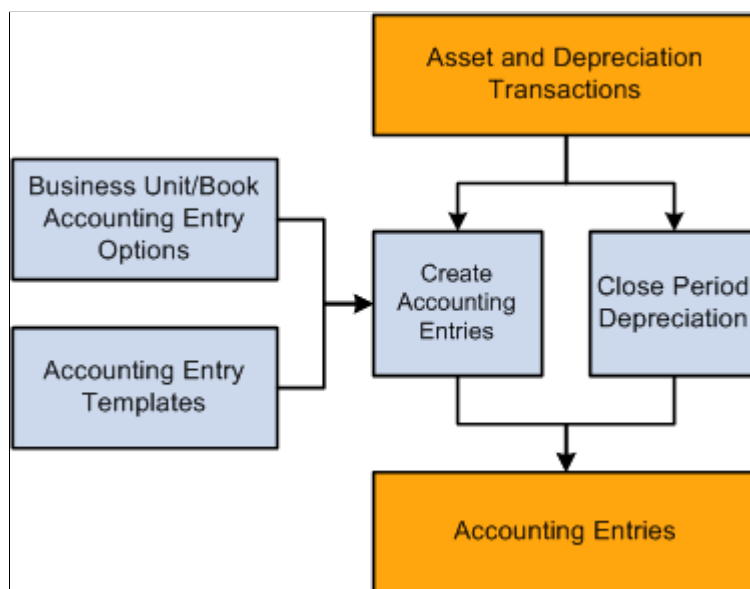 Asset and Depreciation
Transactions
Business Unit/Book
Accounting Entry
Options
Create
Accounting
Entries
Close Period
Depreciation
Accounting Entry
Templates
Accounting Entries